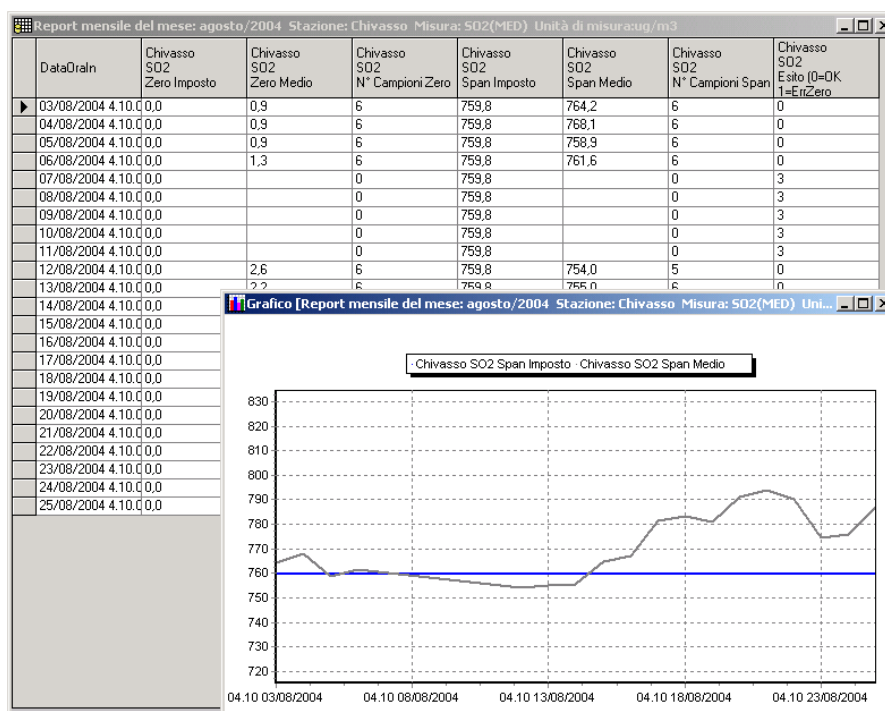 Report mensile del mese: agosto/2004 Stazione: Chivasso Misura: SO2(MED) Unità di misura:ug/m3
DataOraIn Chivasso SO2 Zero Imposto Chivasso SO2 Zero Medio Chivasso SO2 N° Campioni Zero Chivasso SO2 Span Imposto Chivasso SO2 Span Medio Chivasso SO2 N° Campioni Span Chivasso SO2 Esito (0=OK 1=ErrZero
03/08/2004 4.10.0 0,0 0,9 6 759,8 764,2 6 0
04/08/2004 4.10.0 0,0 0,9 6 759,8 768,1 6 0
05/08/2004 4.10.0 0,0 0,9 6 759,8 758,9 6 0
06/08/2004 4.10.0 0,0 1,3 6 759,8 761,6 6 0
07/08/2004 4.10.0 0,0 0 759,8 0 3
08/08/2004 4.10.0 0,0 0 759,8 0 3
09/08/2004 4.10.0 0,0 0 759,8 0 3
10/08/2004 4.10.0 0,0 0 759,8 0 3
11/08/2004 4.10.0 0,0 0 759,8 0 3
12/08/2004 4.10.0 0,0 2,6 6 759,8 754,0 5 0
13/08/2004 4.10.0 0,0 2,2 6 759,8 755,0 6 0
14/08/2004 4.10.0 0,0
15/08/2004 4.10.0 0,0
16/08/2004 4.10.0 0,0
17/08/2004 4.10.0 0,0
18/08/2004 4.10.0 0,0
19/08/2004 4.10.0 0,0
20/08/2004 4.10.0 0,0
21/08/2004 4.10.0 0,0
22/08/2004 4.10.0 0,0
23/08/2004 4.10.0 0,0
24/08/2004 4.10.0 0,0
25/08/2004 4.10.0 0,0
Grafico [Report mensile del mese: agosto/2004 Stazione: Chivasso Misura: SO2(MED) Uni...
Chivasso SO2 Span Imposto Chivasso SO2 Span Medio
830
820
810
800
790
780
770
760
750
740
730
720
04.10 03/08/2004 04.10 08/08/2004 04.10 13/08/2004 04.10 18/08/2004 04.10 23/08/2004